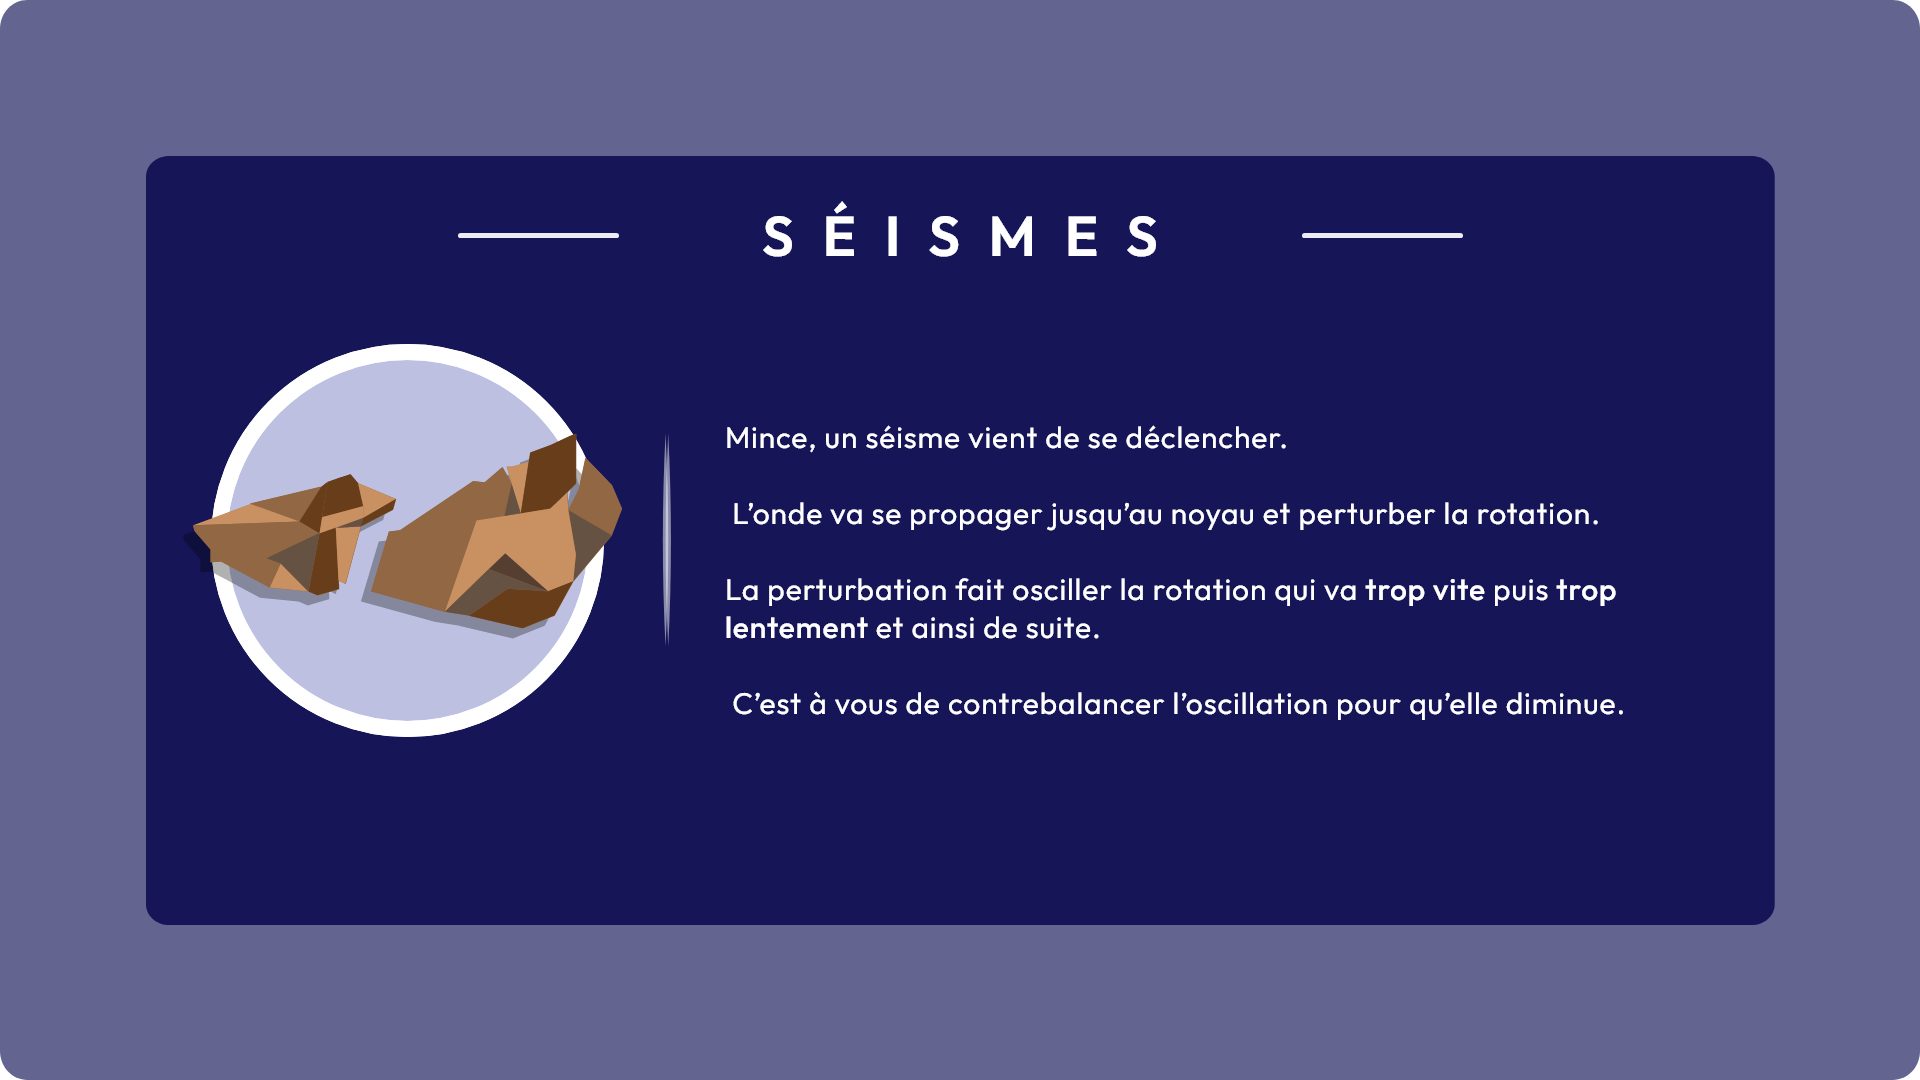 SÉISMES
Mince, un séisme vient de se déclencher.
L’onde va se propager jusqu’au noyau et perturber la rotation.
La perturbation fait osciller la rotation qui va trop vite puis trop
lentement et ainsi de suite.
C’est à vous de contrebalancer l’oscillation pour qu’elle diminue.